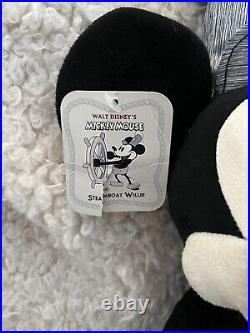 WALT DISNEY'S
MICKEY MOUSE
STEAMBOAT WILLIE